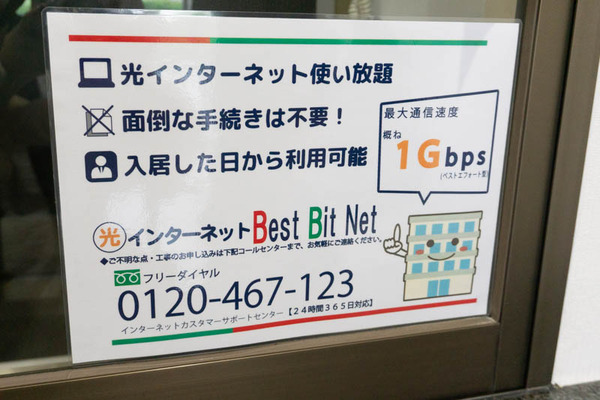 光インターネット使い放題
面倒な手続きは不要！
入居した日から利用可能
最大通信速度
概ね
1Gbps
(ベストエフォート型)
光インターネットBest Bit Net
◆ご不明な点・工事のお申し込みは下記コールセンターまで、お気軽にご連絡ください。
フリーダイヤル
0120-467-123
インターネットカスタマーサポートセンター【24時間365日対応】